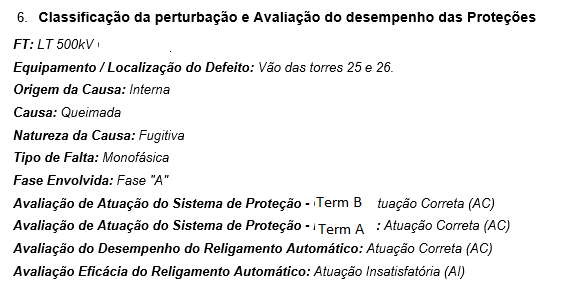 6. Classificação da perturbação e Avaliação do desempenho das Proteções
FT: LT 500kV
Equipamento / Localização do Defeito: Vão das torres 25 e 26.
Origem da Causa: Interna
Causa: Queimada
Natureza da Causa: Fugitiva
Tipo de Falta: Monofásica
Fase Envolvida: Fase "A"
Avaliação de Atuação do Sistema de Proteção - Term B tuação Correta (AC)
Avaliação de Atuação do Sistema de Proteção - Term A : Atuação Correta (AC)
Avaliação do Desempenho do Religamento Automático: Atuação Correta (AC)
Avaliação Eficácia do Religamento Automático: Atuação Insatisfatória (AI)